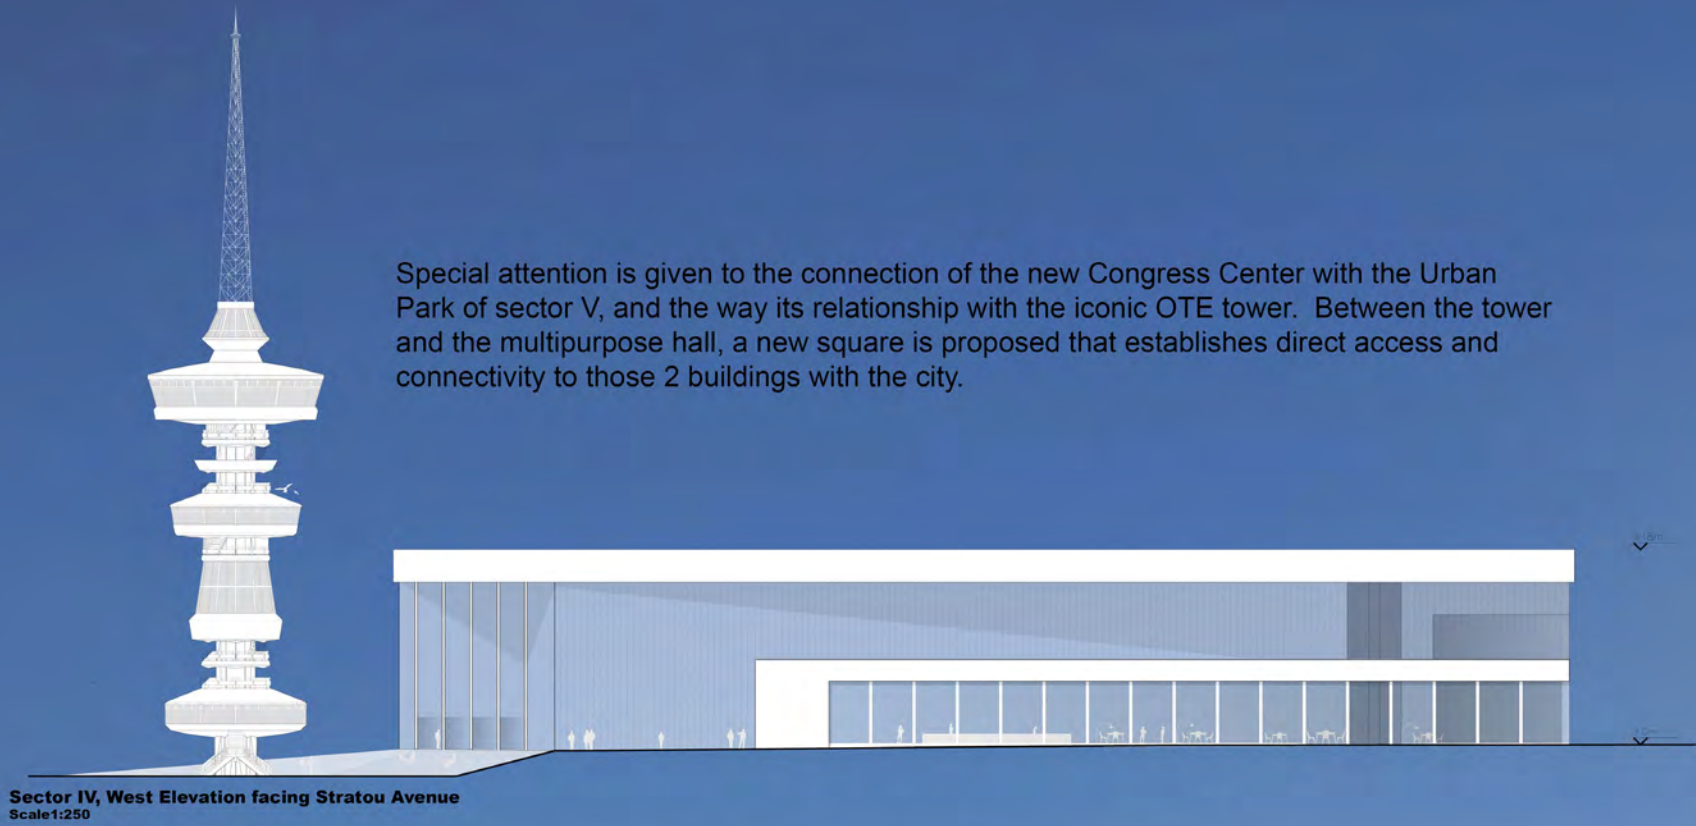 Special attention is given to the connection of the new Congress Center with the Urban
Park of sector V, and the way its relationship with the iconic OTE tower.  Between the tower
and the multipurpose hall, a new square is proposed that establishes direct access and
connectivity to those 2 buildings with the city.
Sector IV, West Elevation facing Stratou Avenue
Scale1:250